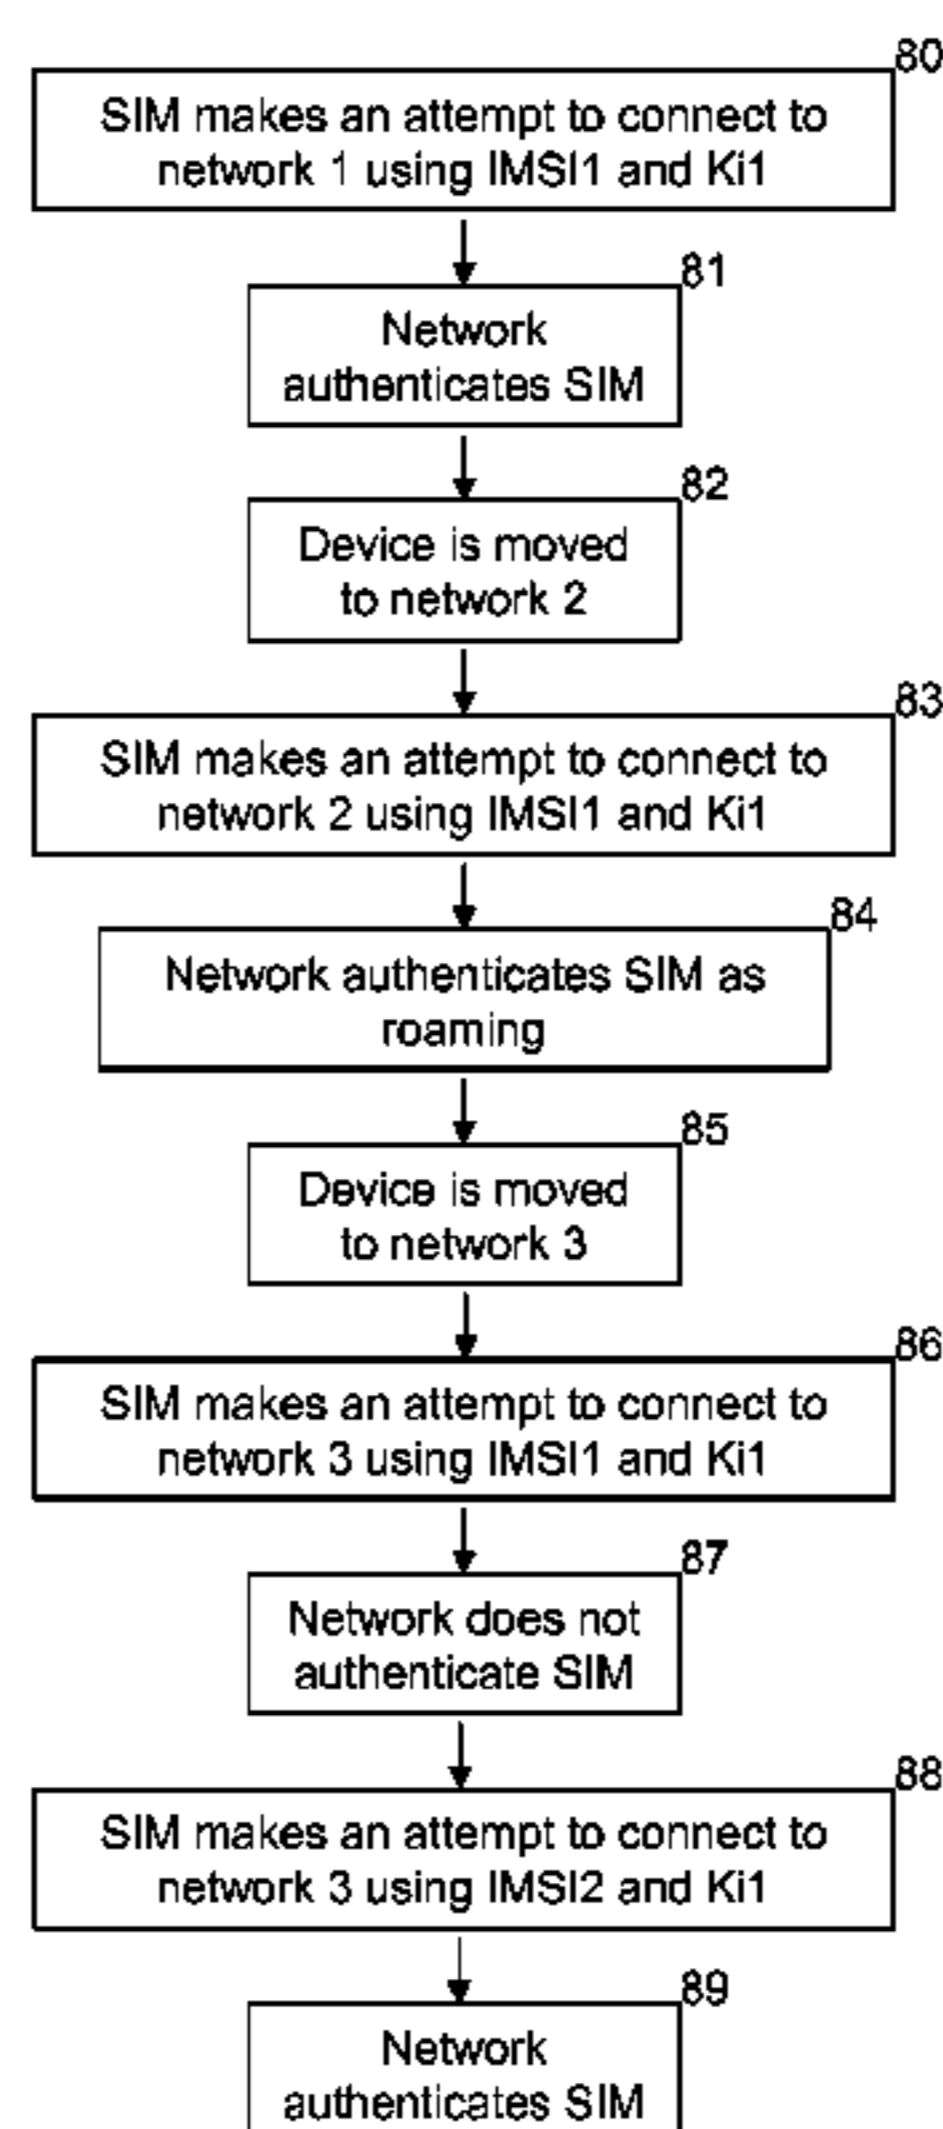 80
SIM makes an attempt to connect to
network 1 using IMSI1 and Ki1
81
Network
authenticates SIM
82
Device is moved
to network 2
83
SIM makes an attempt to connect to
network 2 using IMSI1 and Ki1
84
Network authenticates SIM as
roaming
85
Device is moved
to network 3
86
SIM makes an attempt to connect to
network 3 using IMSI1 and Ki1
87
Network does not
authenticate SIM
88
SIM makes an attempt to connect to
network 3 using IMSI2 and Ki1
89
Network
authenticates SIM